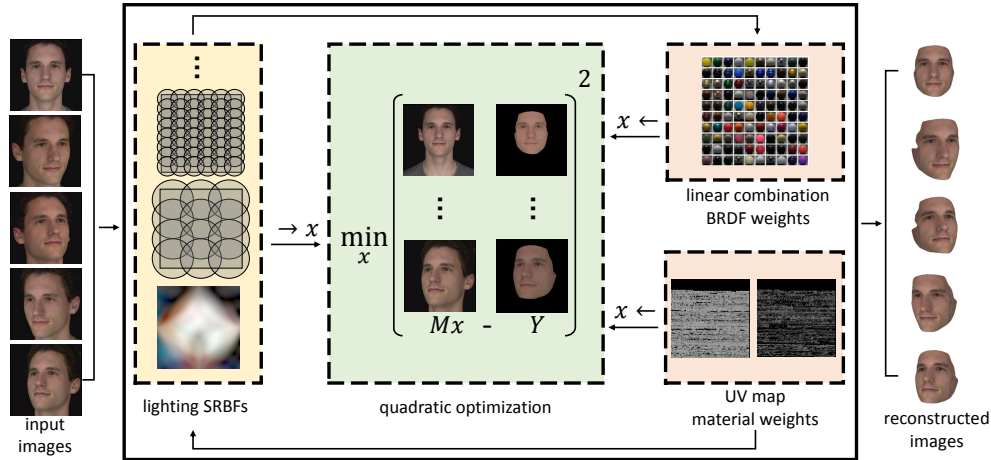 input
images
lighting SRBFs
→ x
min
x
Mx - Y
2
quadratic optimization
x ←
linear combination
BRDF weights
x ←
UV map
material weights
reconstructed
images